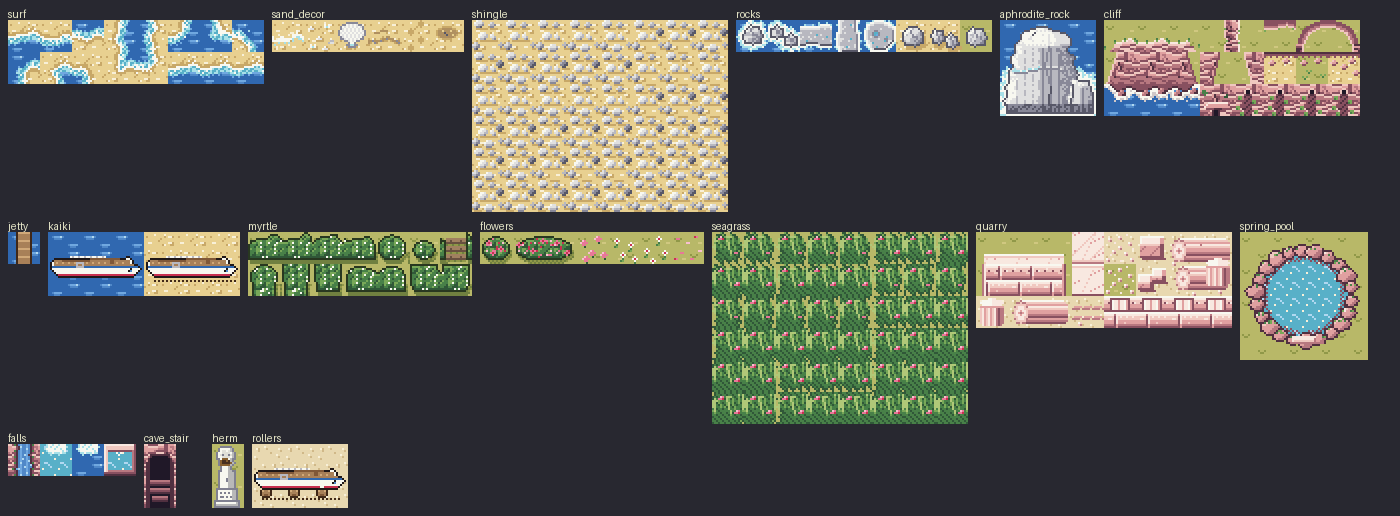 surf
sand_decor
shingle
rocks
aphrodite_rock
cliff
jetty
kaiki
myrtle
flowers
seagrass
quarry
spring_pool
falls
cave_stair
herm
rollers